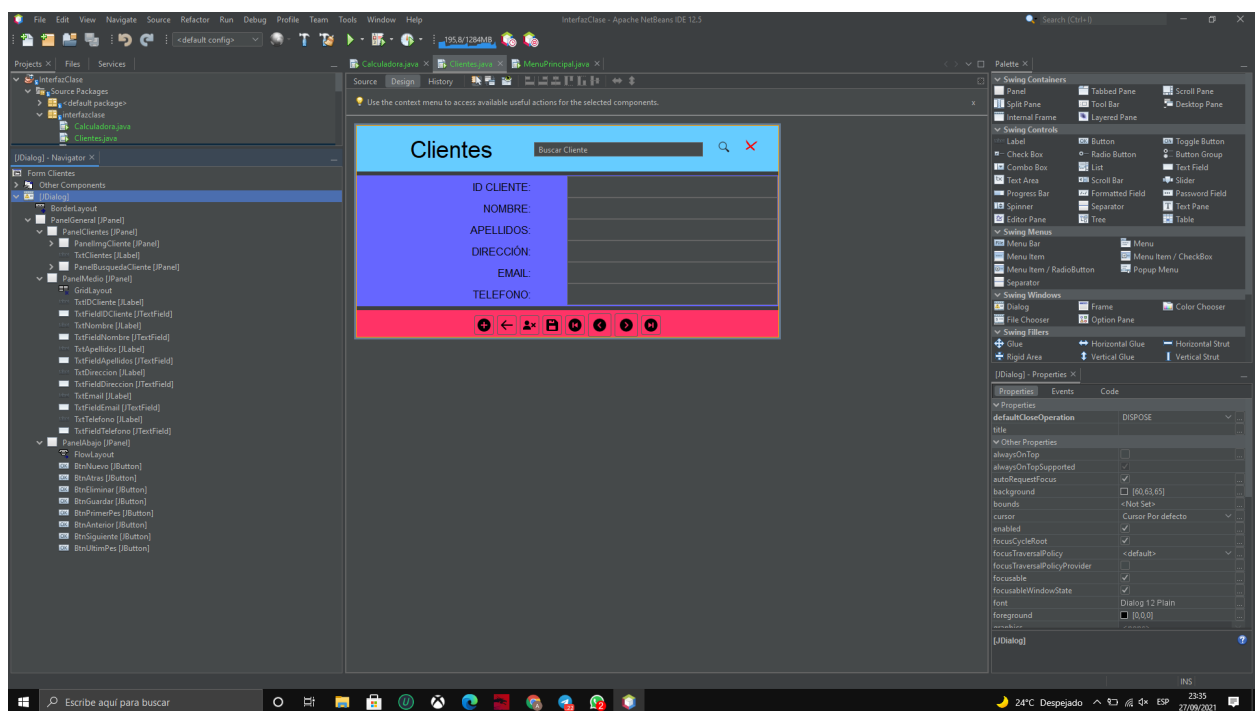 File Edit View Navigate Source Refactor Run Debug Profile Team Tools Window Help InterfazClase - Apache NetBeans IDE 12.5 Search (Ctrl+I)
<default config> 195,8/1284MB
Projects Files Services
InterfazClase
Source Packages
<default package>
interfazclase
Calculadora.java
Clientes.java
[JDialog] - Navigator
Form Clientes
Other Components
[JDialog]
BorderLayout
PanelGeneral [JPanel]
PanelClientes [JPanel]
PanelImgCliente [JPanel]
TxtClientes [JLabel]
PanelBusquedaCliente [JPanel]
PanelMedio [JPanel]
GridLayout
TxtIDCliente [JLabel]
TxtFieldIDCliente [JTextField]
TxtNombre [JLabel]
TxtFieldNombre [JTextField]
TxtApellidos [JLabel]
TxtFieldApellidos [JTextField]
TxtDireccion [JLabel]
TxtFieldDireccion [JTextField]
TxtEmail [JLabel]
TxtFieldEmail [JTextField]
TxtTelefono [JLabel]
TxtFieldTelefono [JTextField]
PanelAbajo [JPanel]
FlowLayout
BtnNuevo [JButton]
BtnAtras [JButton]
BtnEliminar [JButton]
BtnGuardar [JButton]
BtnPrimerPes [JButton]
BtnAnterior [JButton]
BtnSiguiente [JButton]
BtnUltimPes [JButton]
Calculadora.java Clientes.java MenuPrincipal.java
Source Design History
Use the context menu to access available useful actions for the selected components. x
Clientes Buscar Cliente
ID CLIENTE:
NOMBRE:
APELLIDOS:
DIRECCIÓN:
EMAIL:
TELEFONO:
Palette
Swing Containers
Panel Tabbed Pane Scroll Pane
Split Pane Tool Bar Desktop Pane
Internal Frame Layered Pane
Swing Controls
Label Button Toggle Button
Check Box Radio Button Button Group
Combo Box List Text Field
Text Area Scroll Bar Slider
Progress Bar Formatted Field Password Field
Spinner Separator Text Pane
Editor Pane Tree Table
Swing Menus
Menu Bar Menu
Menu Item Menu Item / CheckBox
Menu Item / RadioButton Popup Menu
Separator
Swing Windows
Dialog Frame Color Chooser
File Chooser Option Pane
Swing Fillers
Glue Horizontal Glue Horizontal Strut
Rigid Area Vertical Glue Vertical Strut
[JDialog] - Properties
Properties Events Code
Properties
defaultCloseOperation DISPOSE
title
Other Properties
alwaysOnTop
alwaysOnTopSupported
autoRequestFocus
background [60,63,65]
bounds <Not Set>
cursor Cursor Por defecto
enabled
focusCycleRoot
focusTraversalPolicy <default>
focusTraversalPolicyProvider
focusable
focusableWindowState
font Dialog 12 Plain
foreground [0,0,0]
[JDialog]
INS
Escribe aquí para buscar 24°C Despejado ESP 23:35
27/09/2021